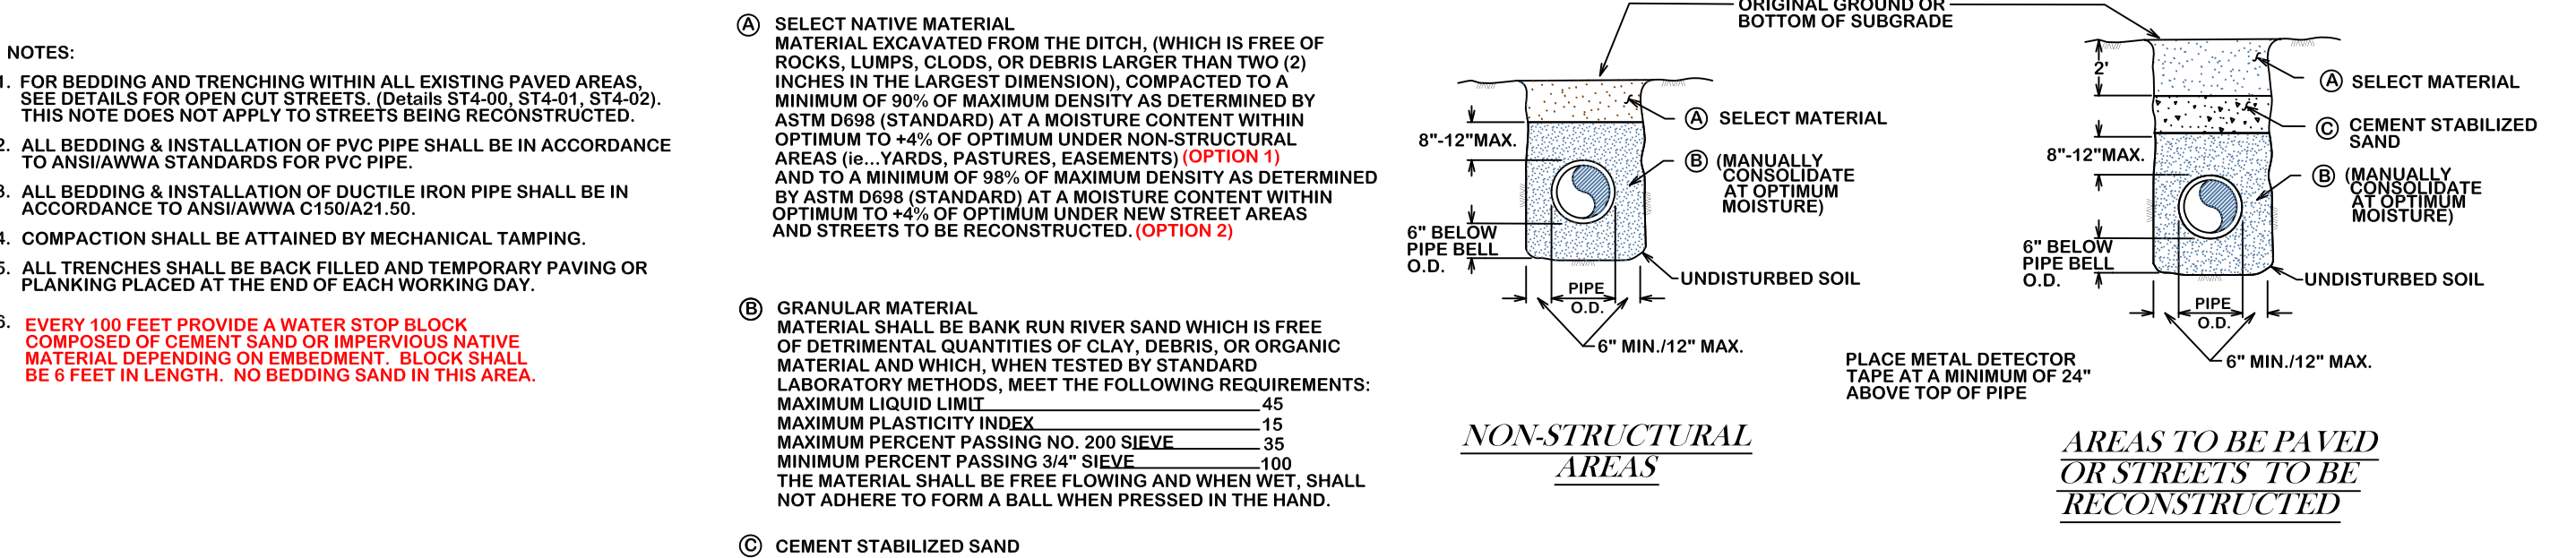 NOTES:
1. FOR BEDDING AND TRENCHING WITHIN ALL EXISTING PAVED AREAS,
SEE DETAILS FOR OPEN CUT STREETS. (Details ST4-00, ST4-01, ST4-02).
THIS NOTE DOES NOT APPLY TO STREETS BEING RECONSTRUCTED.
2. ALL BEDDING & INSTALLATION OF PVC PIPE SHALL BE IN ACCORDANCE
TO ANSI/AWWA STANDARDS FOR PVC PIPE.
3. ALL BEDDING & INSTALLATION OF DUCTILE IRON PIPE SHALL BE IN
ACCORDANCE TO ANSI/AWWA C150/A21.50.
4. COMPACTION SHALL BE ATTAINED BY MECHANICAL TAMPING.
5. ALL TRENCHES SHALL BE BACK FILLED AND TEMPORARY PAVING OR
PLANKING PLACED AT THE END OF EACH WORKING DAY.
6. EVERY 100 FEET PROVIDE A WATER STOP BLOCK
COMPOSED OF CEMENT SAND OR IMPERVIOUS NATIVE
MATERIAL DEPENDING ON EMBEDMENT. BLOCK SHALL
BE 6 FEET IN LENGTH. NO BEDDING SAND IN THIS AREA.
A SELECT NATIVE MATERIAL
MATERIAL EXCAVATED FROM THE DITCH, (WHICH IS FREE OF
ROCKS, LUMPS, CLODS, OR DEBRIS LARGER THAN TWO (2)
INCHES IN THE LARGEST DIMENSION), COMPACTED TO A
MINIMUM OF 90% OF MAXIMUM DENSITY AS DETERMINED BY
ASTM D698 (STANDARD) AT A MOISTURE CONTENT WITHIN
OPTIMUM TO +4% OF OPTIMUM UNDER NON-STRUCTURAL
AREAS (ie...YARDS, PASTURES, EASEMENTS) (OPTION 1)
AND TO A MINIMUM OF 98% OF MAXIMUM DENSITY AS DETERMINED
BY ASTM D698 (STANDARD) AT A MOISTURE CONTENT WITHIN
OPTIMUM TO +4% OF OPTIMUM UNDER NEW STREET AREAS
AND STREETS TO BE RECONSTRUCTED. (OPTION 2)
B GRANULAR MATERIAL
MATERIAL SHALL BE BANK RUN RIVER SAND WHICH IS FREE
OF DETRIMENTAL QUANTITIES OF CLAY, DEBRIS, OR ORGANIC
MATERIAL AND WHICH, WHEN TESTED BY STANDARD
LABORATORY METHODS, MEET THE FOLLOWING REQUIREMENTS:
MAXIMUM LIQUID LIMIT 45
MAXIMUM PLASTICITY INDEX 15
MAXIMUM PERCENT PASSING NO. 200 SIEVE 35
MINIMUM PERCENT PASSING 3/4" SIEVE 100
THE MATERIAL SHALL BE FREE FLOWING AND WHEN WET, SHALL
NOT ADHERE TO FORM A BALL WHEN PRESSED IN THE HAND.
C CEMENT STABILIZED SAND
ORIGINAL GROUND OR
BOTTOM OF SUBGRADE
A SELECT MATERIAL
8"-12"MAX.
B (MANUALLY
CONSOLIDATE
AT OPTIMUM
MOISTURE)
6" BELOW
PIPE BELL
O.D.
UNDISTURBED SOIL
PIPE
O.D.
6" MIN./12" MAX.
NON-STRUCTURAL
AREAS
PLACE METAL DETECTOR
TAPE AT A MINIMUM OF 24"
ABOVE TOP OF PIPE
2'
A SELECT MATERIAL
C CEMENT STABILIZED
SAND
8"-12"MAX.
B (MANUALLY
CONSOLIDATE
AT OPTIMUM
MOISTURE)
6" BELOW
PIPE BELL
O.D.
UNDISTURBED SOIL
PIPE
O.D.
6" MIN./12" MAX.
AREAS TO BE PAVED
OR STREETS TO BE
RECONSTRUCTED